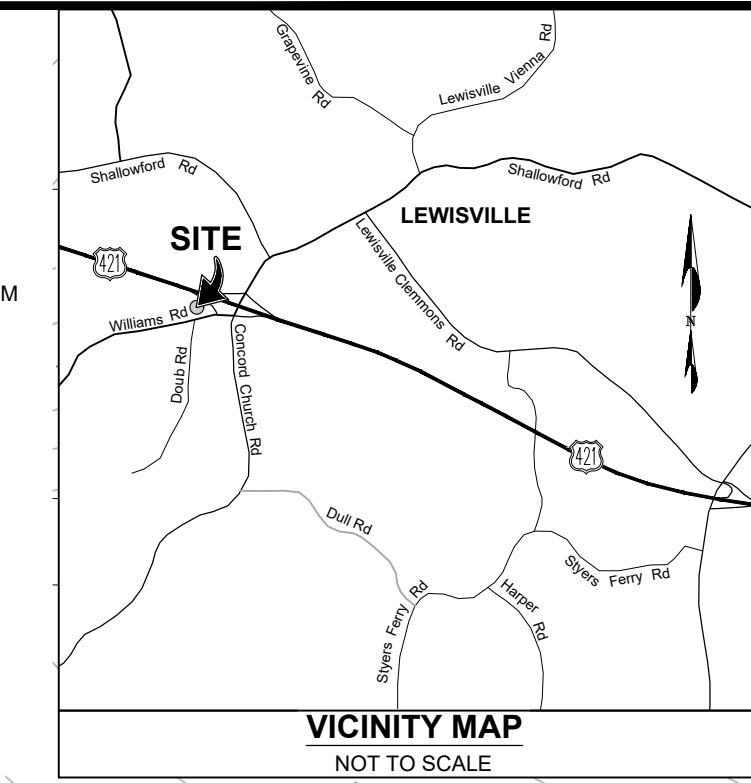 Grapevine Rd
Lewisville Vienna Rd
Shallowford Rd
Shallowford Rd
LEWISVILLE
SITE
421
M
Lewisville Clemmons Rd
Williams Rd
N
Doub Rd
Concord Church Rd
421
Dull Rd
Styers Ferry Rd
Harper Rd
Styers Ferry Rd
VICINITY MAP
NOT TO SCALE